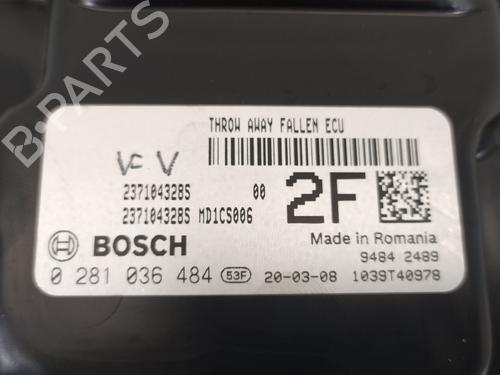 THROW AWAY FALLEN ECU
VF V
237104328S 00
237104328S MD1CS006
2F
BOSCH
Made in Romania
9484 2489
0 281 036 484 53F 20-03-08 1039T40978
B-PARTS